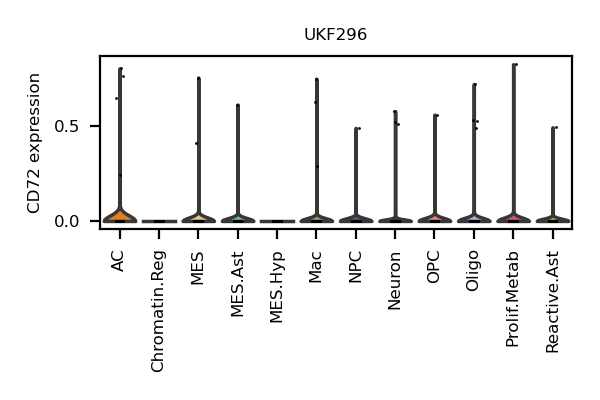 UKF296
CD72 expression
0.5
0.0
AC
Chromatin.Reg
MES
MES.Ast
MES.Hyp
Mac
NPC
Neuron
OPC
Oligo
Prolif.Metab
Reactive.Ast